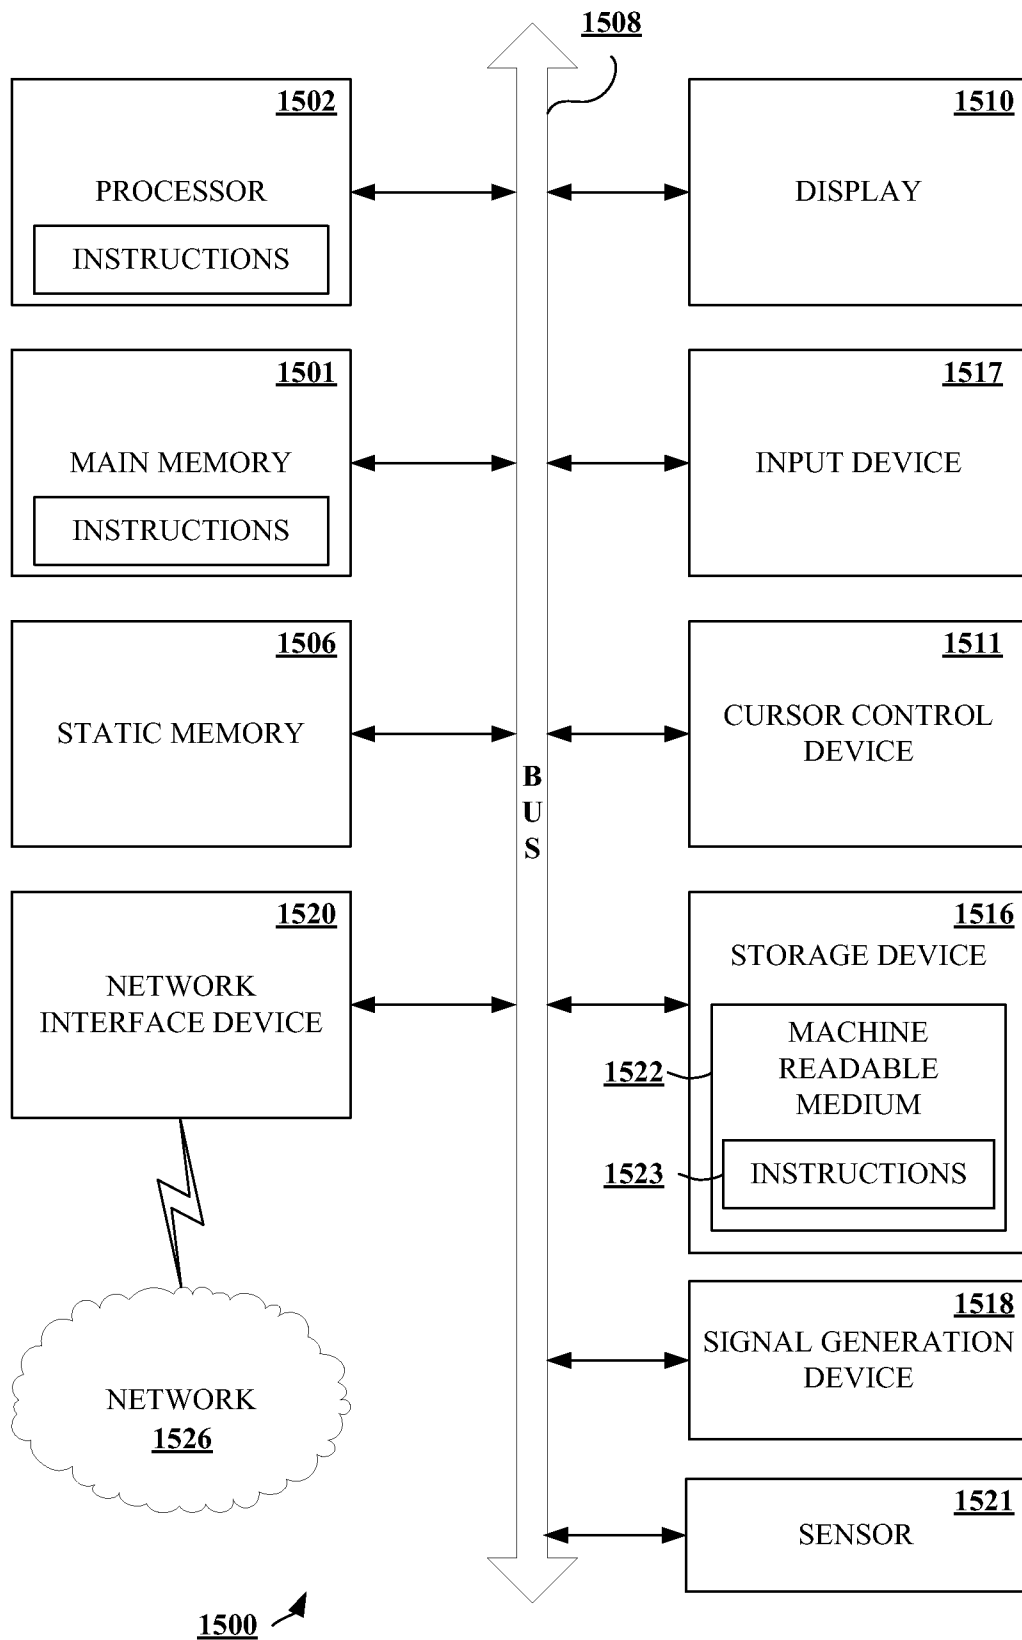 1508
1502
PROCESSOR
INSTRUCTIONS
1510
DISPLAY
1501
MAIN MEMORY
INSTRUCTIONS
1517
INPUT DEVICE
1506
STATIC MEMORY
1511
CURSOR CONTROL
DEVICE
B
U
S
1520
NETWORK
INTERFACE DEVICE
1516
STORAGE DEVICE
MACHINE
READABLE
MEDIUM
1522
INSTRUCTIONS
1523
1518
SIGNAL GENERATION
DEVICE
NETWORK
1526
1521
SENSOR
1500